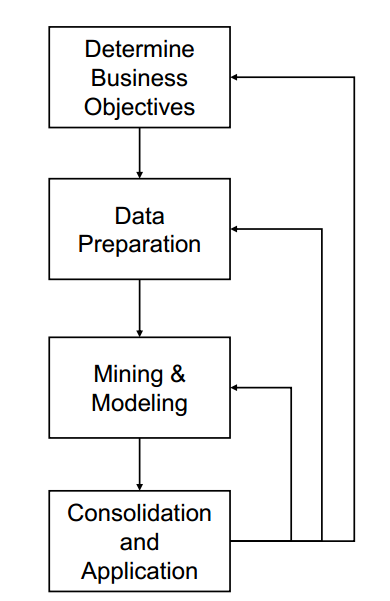 Determine
Business
Objectives
Data
Preparation
Mining &
Modeling
Consolidation
and
Application